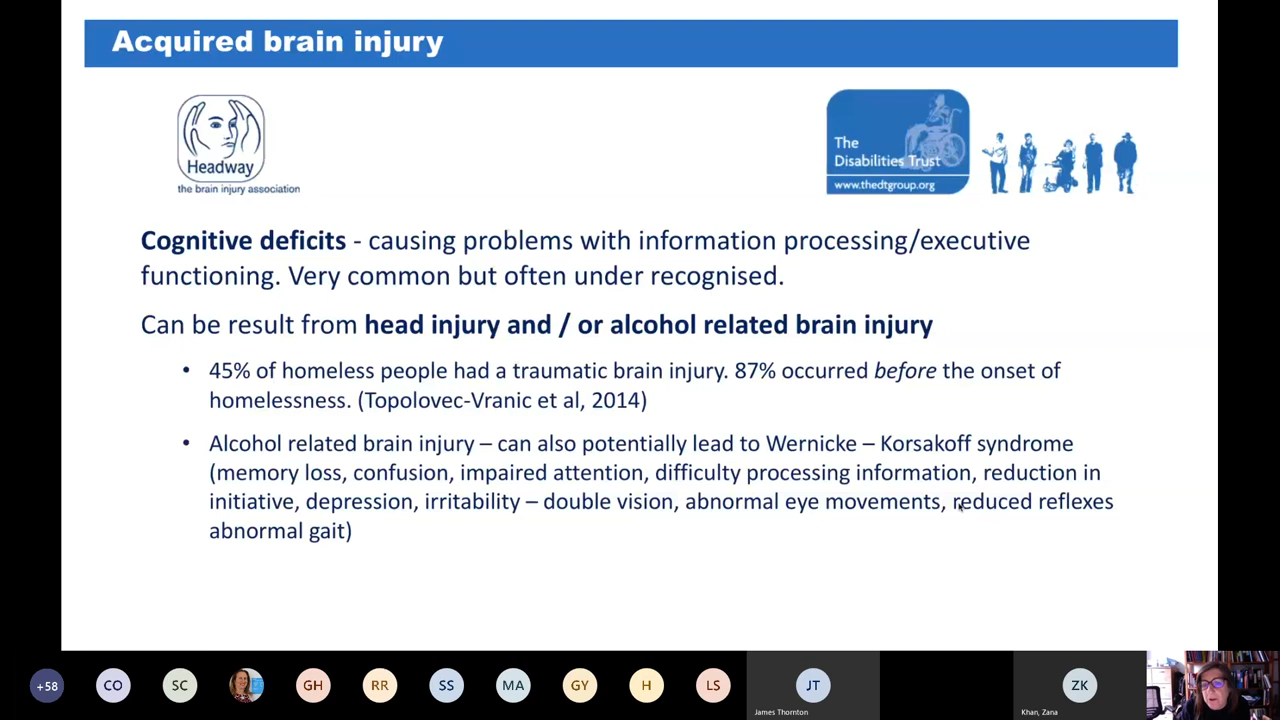 Acquired brain injury
Headway
the brain injury association
The
Disabilities Trust
www.thedtgroup.org
Cognitive deficits - causing problems with information processing/executive
functioning. Very common but often under recognised.
Can be result from head injury and / or alcohol related brain injury
• 45% of homeless people had a traumatic brain injury. 87% occurred before the onset of
homelessness. (Topolovec-Vranic et al, 2014)
• Alcohol related brain injury – can also potentially lead to Wernicke – Korsakoff syndrome
(memory loss, confusion, impaired attention, difficulty processing information, reduction in
initiative, depression, irritability – double vision, abnormal eye movements, reduced reflexes
abnormal gait)
+58 CO SC GH RR SS MA GY H LS JT ZK
James Thornton Khan, Zana